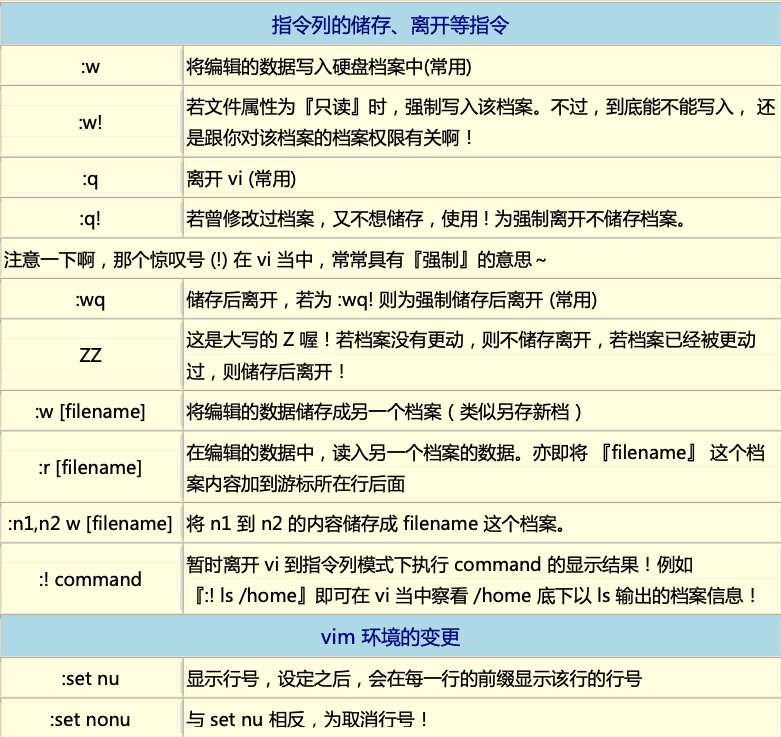 指令列的储存、离开等指令
:w
将编辑的数据写入硬盘档案中(常用)
:w!
若文件属性为『只读』时，强制写入该档案。不过，到底能不能写入， 还
是跟你对该档案的档案权限有关啊！
:q
离开 vi (常用)
:q!
若曾修改过档案，又不想储存，使用 ! 为强制离开不储存档案。
注意一下啊，那个惊叹号 (!) 在 vi 当中，常常具有『强制』的意思～
:wq
储存后离开，若为 :wq! 则为强制储存后离开 (常用)
ZZ
这是大写的 Z 喔！若档案没有更动，则不储存离开，若档案已经被更动
过，则储存后离开！
:w [filename]
将编辑的数据储存成另一个档案（类似另存新档）
:r [filename]
在编辑的数据中，读入另一个档案的数据。亦即将 『filename』 这个档
案内容加到游标所在行后面
:n1,n2 w [filename]
将 n1 到 n2 的内容储存成 filename 这个档案。
:! command
暂时离开 vi 到指令列模式下执行 command 的显示结果！例如
『:! ls /home』即可在 vi 当中察看 /home 底下以 ls 输出的档案信息！
vim 环境的变更
:set nu
显示行号，设定之后，会在每一行的前缀显示该行的行号
:set nonu
与 set nu 相反，为取消行号！